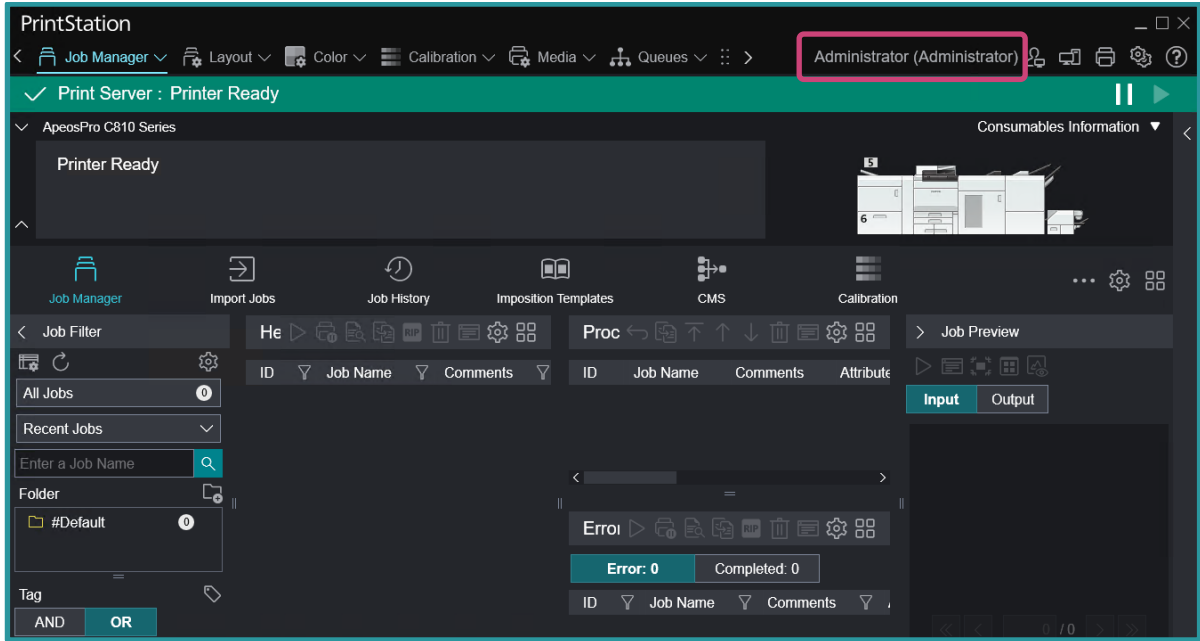 PrintStation
Job Manager Layout Color Calibration Media Queues Administrator (Administrator)
Print Server : Printer Ready
ApeosPro C810 Series Consumables Information
Printer Ready
5
6
Job Manager Import Jobs Job History Imposition Templates CMS Calibration
Job Filter He RIP Proc Job Preview
ID Job Name Comments ID Job Name Comments Attribute
All Jobs 0
Input Output
Recent Jobs
Enter a Job Name
Folder
#Default 0
Error RIP
Error: 0 Completed: 0
Tag
ID Job Name Comments
AND OR
0 / 0